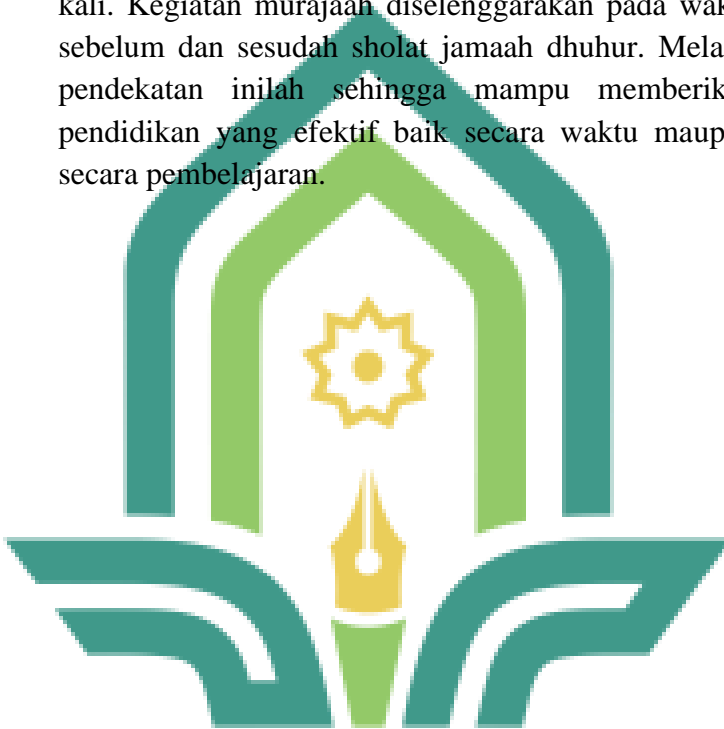 kali. Kegiatan murajaah diselenggarakan pada wak
sebelum dan sesudah sholat jamaah dhuhur. Mela
pendekatan inilah sehingga mampu memberik
pendidikan yang efektif baik secara waktu maup
secara pembelajaran.